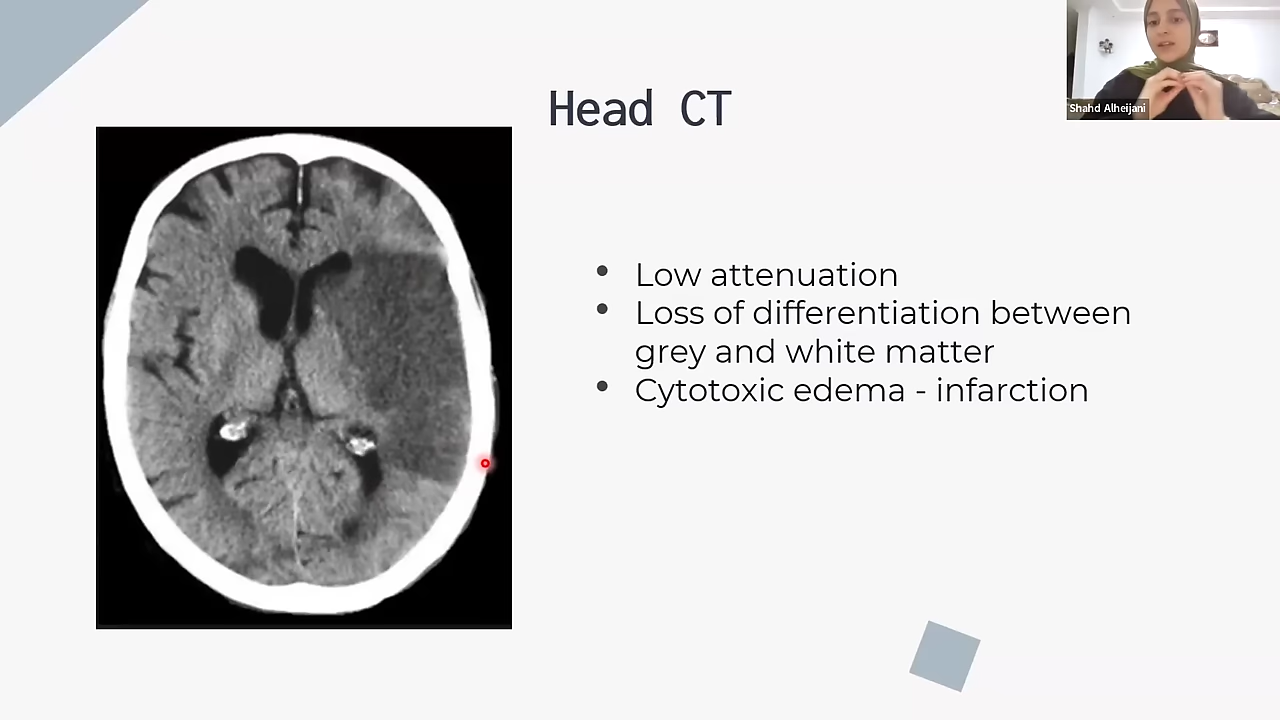 Shahd Alheijani
Head CT
• Low attenuation
• Loss of differentiation between
grey and white matter
• Cytotoxic edema - infarction